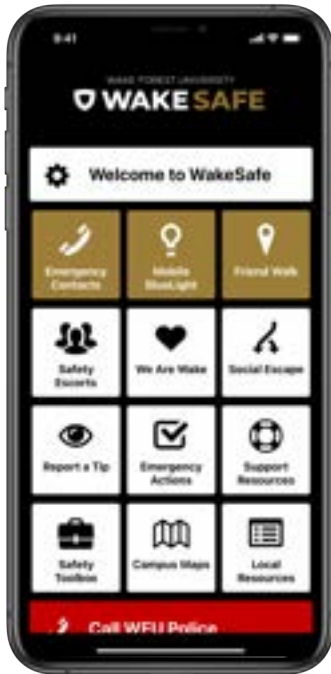 9:41
WAKE FOREST UNIVERSITY
WAKESAFE
Welcome to WakeSafe
Emergency
Contacts
Mobile
BlueLight
Friend Walk
Safety
Escorts
We Are Wake
Social Escape
Report a Tip
Emergency
Actions
Support
Resources
Safety
Toolbox
Campus Maps
Local
Resources
Call WFU Police